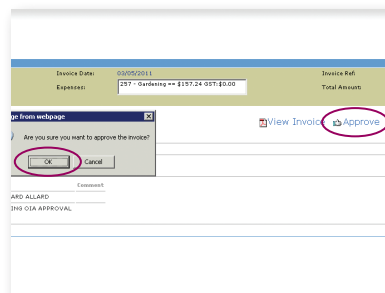 Invoice Date: 03/05/2011 Invoice Ref:
Expenses: 257 - Gardening == $157.24 GST:$0.00 Total Amount:
View Invoice Approve
ge from webpage
Are you sure you want to approve the invoice?
OK Cancel
Comment
ARD ALLARD
ING OIA APPROVAL